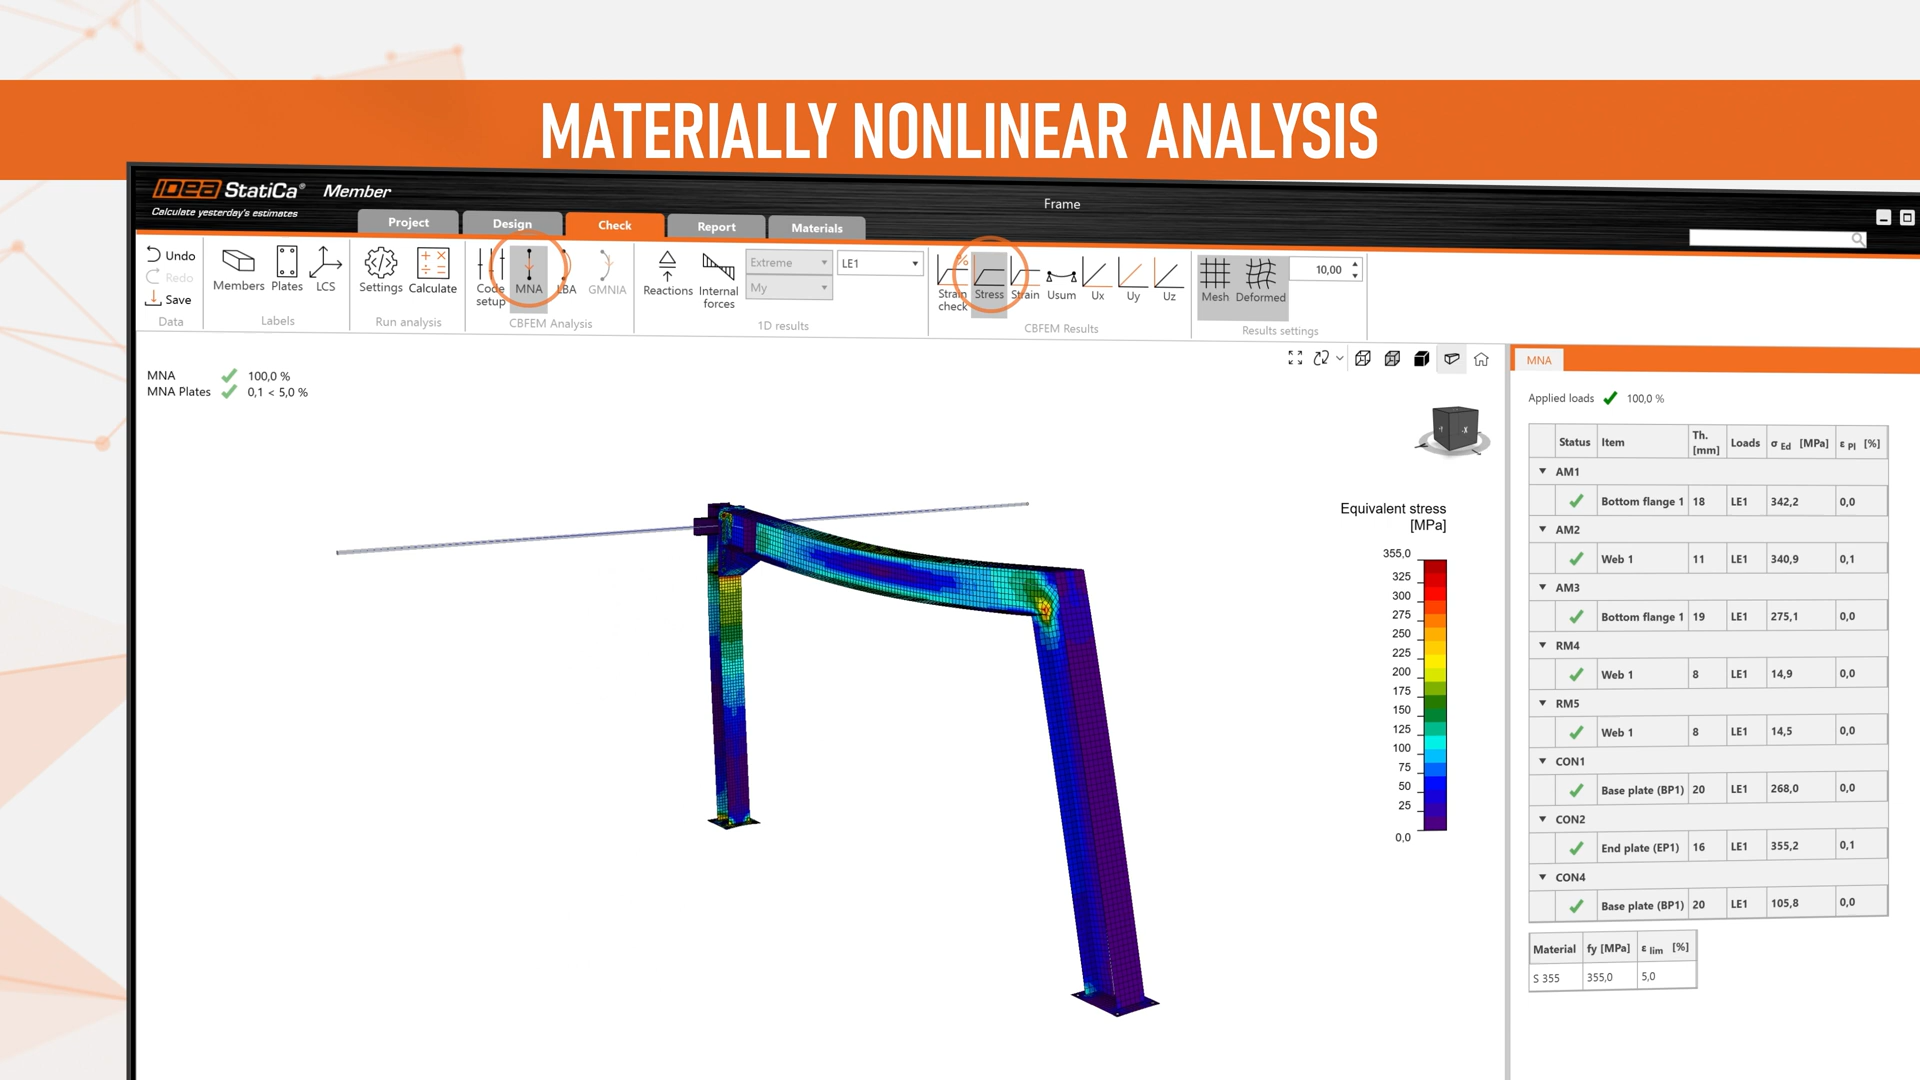 MATERIALLY NONLINEAR ANALYSIS
IDEA StatiCa® Member
Calculate yesterday's estimates
Frame
Project Design Check Report Materials
Undo
Redo
Save
Data
Members Plates LCS
Labels
Settings Calculate
Run analysis
Code setup MNA LBA GMNIA
CBFEM Analysis
Reactions Internal forces
Extreme LE1
My
1D results
Strain check Stress Strain Usum Ux Uy Uz
CBFEM Results
Mesh Deformed 10,00
Results settings
MNA 100,0 %
MNA Plates 0,1 < 5,0 %
Equivalent stress
[MPa]
355,0
325
300
275
250
225
200
175
150
125
100
75
50
25
0,0
MNA
Applied loads 100,0 %
Status Item Th. [mm] Loads σ Ed [MPa] ε Pl [%]
AM1
Bottom flange 1 18 LE1 342,2 0,0
AM2
Web 1 11 LE1 340,9 0,1
AM3
Bottom flange 1 19 LE1 275,1 0,0
RM4
Web 1 8 LE1 14,9 0,0
RM5
Web 1 8 LE1 14,5 0,0
CON1
Base plate (BP1) 20 LE1 268,0 0,0
CON2
End plate (EP1) 16 LE1 355,2 0,1
CON4
Base plate (BP1) 20 LE1 105,8 0,0
Material fy [MPa] ε lim [%]
S 355 355,0 5,0